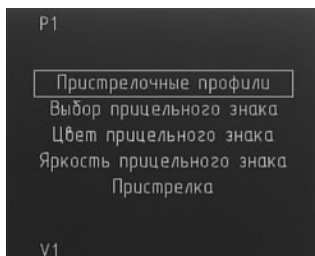 P1
Пристрелочные профили
Выбор прицельного знака
Цвет прицельного знака
Яркость прицельного знака
Пристрелка
V1